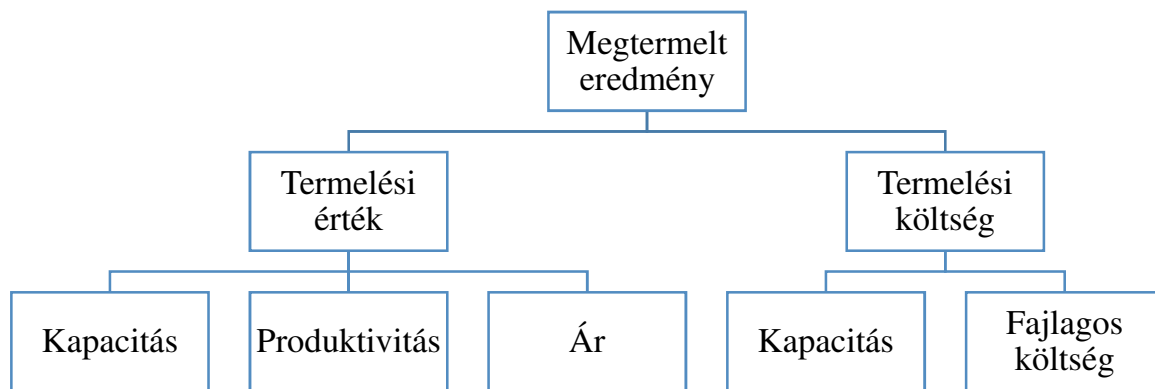 Megtermelt
eredmény
Termelési
érték
Termelési
költség
Kapacitás
Produktivitás
Ár
Kapacitás
Fajlagos
költség